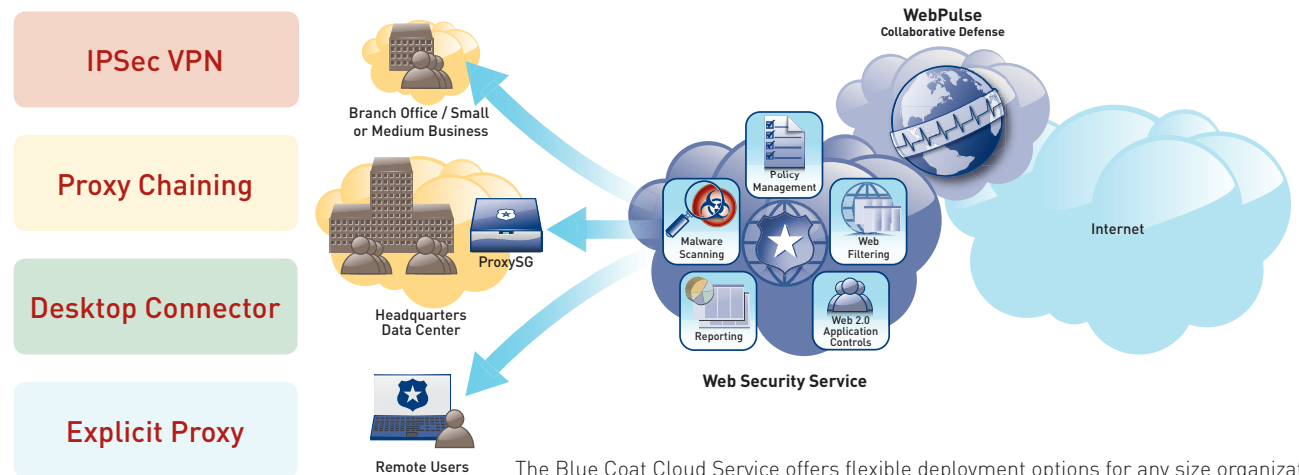 IPSec VPN
Proxy Chaining
Desktop Connector
Explicit Proxy
Branch Office / Small
or Medium Business
ProxySG
Headquarters
Data Center
Remote Users
WebPulse
Collaborative Defense
Policy
Management
Malware
Scanning
Web
Filtering
Reporting
Web 2.0
Application
Controls
Web Security Service
Internet
The Blue Coat Cloud Service offers flexible deployment options for any size organiza